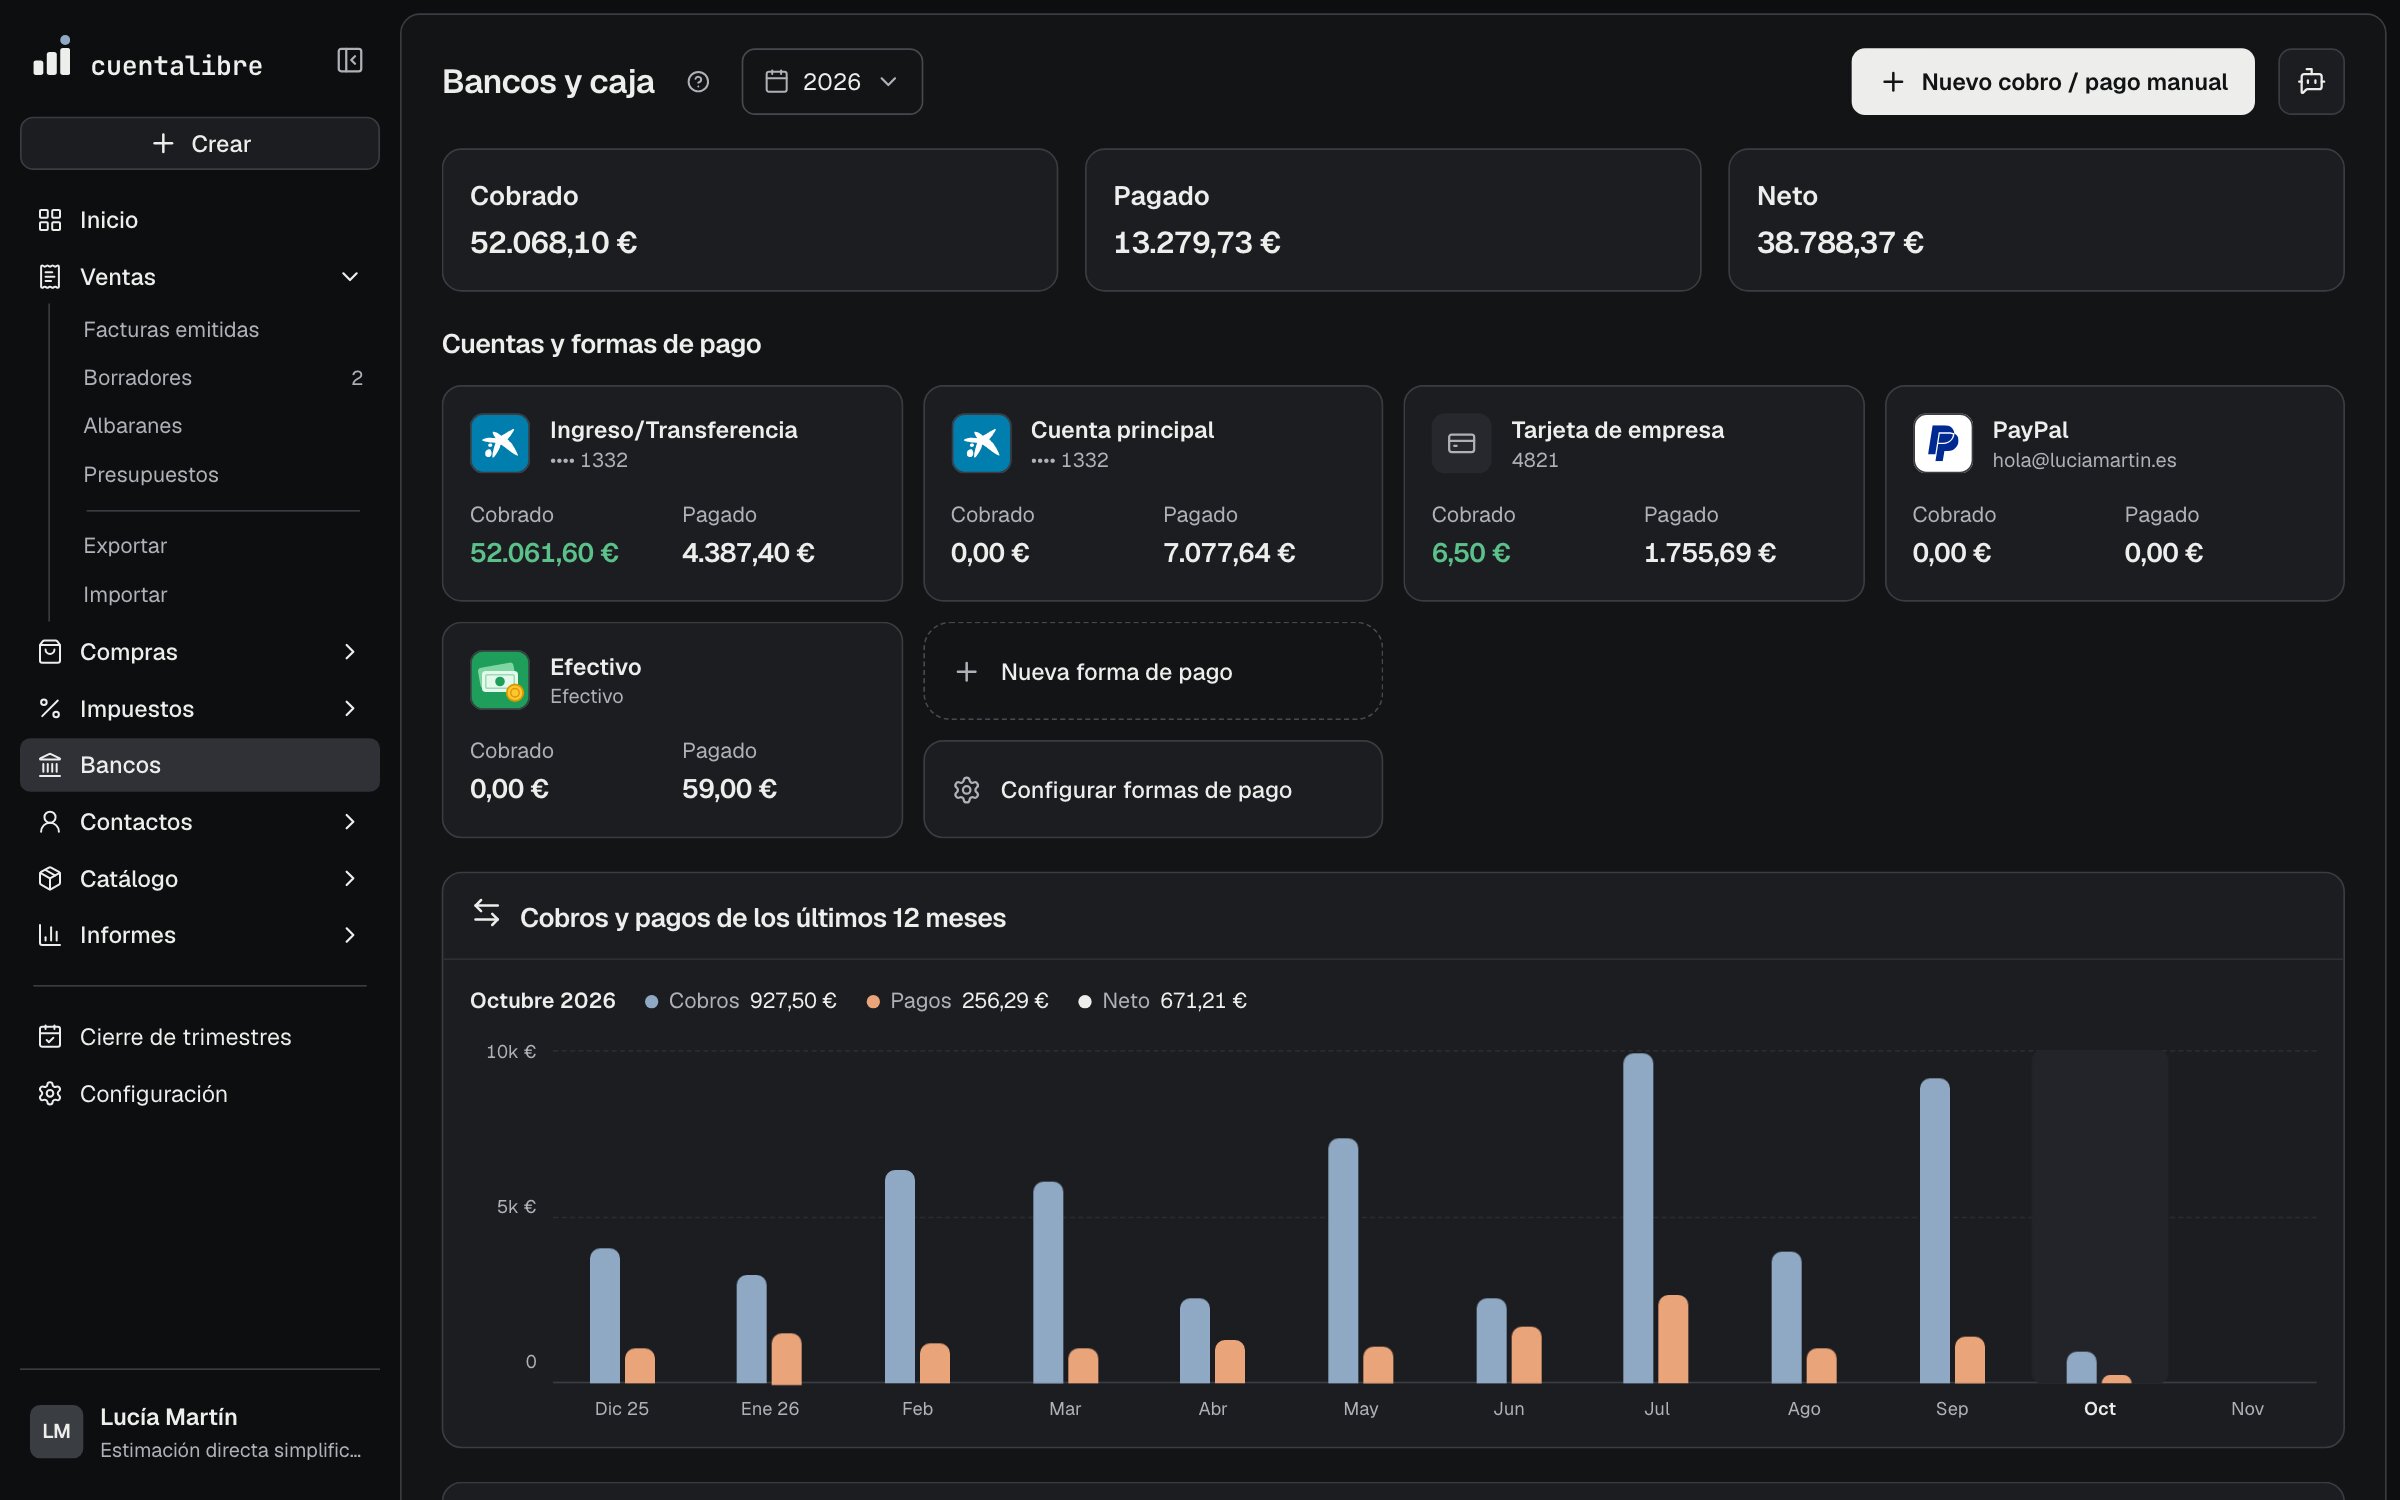 cuentalibre
Crear
Inicio
Ventas
Facturas emitidas
Borradores 2
Albaranes
Presupuestos
Exportar
Importar
Compras
Impuestos
Bancos
Contactos
Catálogo
Informes
Cierre de trimestres
Configuración
LM
Lucía Martín
Estimación directa simplific...
Bancos y caja
2026
Nuevo cobro / pago manual
Cobrado
52.068,10 €
Pagado
13.279,73 €
Neto
38.788,37 €
Cuentas y formas de pago
Ingreso/Transferencia
•••• 1332
Cobrado Pagado
52.061,60 € 4.387,40 €
Cuenta principal
•••• 1332
Cobrado Pagado
0,00 € 7.077,64 €
Tarjeta de empresa
4821
Cobrado Pagado
6,50 € 1.755,69 €
PayPal
hola@luciamartin.es
Cobrado Pagado
0,00 € 0,00 €
Efectivo
Efectivo
Cobrado Pagado
0,00 € 59,00 €
Nueva forma de pago
Configurar formas de pago
Cobros y pagos de los últimos 12 meses
Octubre 2026 Cobros 927,50 € Pagos 256,29 € Neto 671,21 €
10k €
5k €
0
Dic 25 Ene 26 Feb Mar Abr May Jun Jul Ago Sep Oct Nov